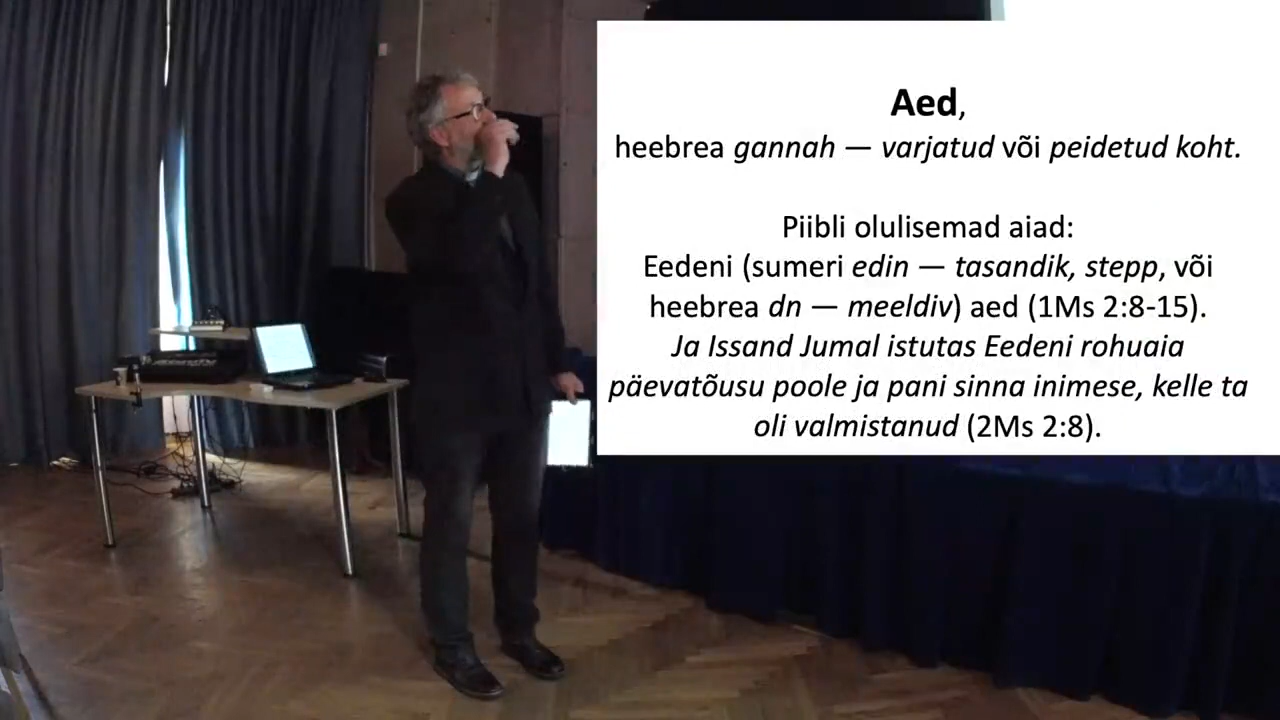 Aed,
heebrea gannah — varjatud või peidetud koht.
Piibli olulisemad aiad:
Eedeni (sumeri edin — tasandik, stepp, või
heebrea dn — meeldiv) aed (1Ms 2:8-15).
Ja Issand Jumal istutas Eedeni rohuaia
päevatõusu poole ja pani sinna inimese, kelle ta
oli valmistanud (2Ms 2:8).